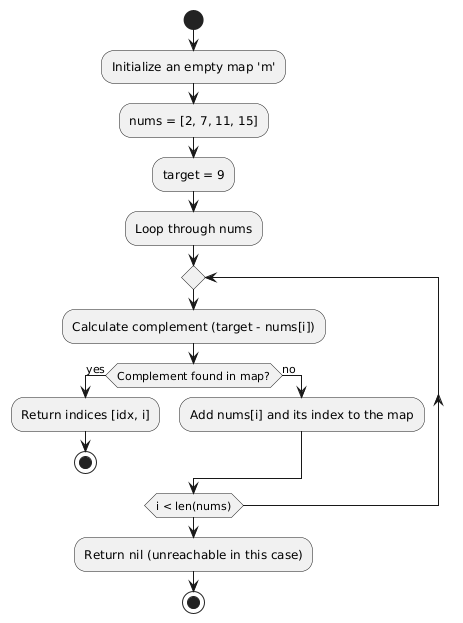 Initialize an empty map 'm'
nums = [2, 7, 11, 15]
target = 9
Loop through nums
Calculate complement (target - nums[i])
yes
Complement found in map?
no
Return indices [idx, i]
Add nums[i] and its index to the map
i < len(nums)
Return nil (unreachable in this case)